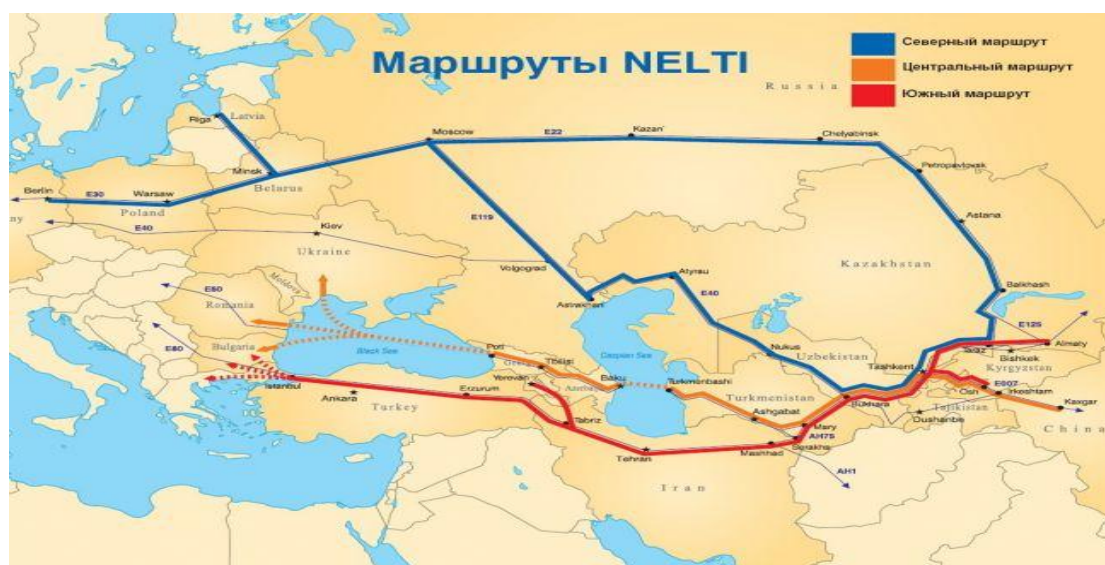 Маршруты NELTI
Северный маршрут
Центральный маршрут
Южный маршрут
Russia
Riga
Latvia
Moscow
E22
Kazan'
Chelyabinsk
Petropavlovsk
Minsk
Belarus
Berlin
E30
Warsaw
Poland
ny
E40
Kiev
Ukraine
E119
Volgograd
Astana
Kazakhstan
Atyrau
Astrakhan
E40
Balkhash
Moldova
E60
Romania
Bulgaria
E80
Black Sea
Poti
Georgia
Tbilisi
Caspian Sea
Nukus
Uzbekistan
E125
Taraz
Almaty
Bishkek
Kyrgyzstan
Tashkent
Istanbul
Ankara
Turkey
Erzurum
Yerevan
Baku
Turkmenbashi
Turkmenistan
Bukhara
Osh
E007
Irkeshtam
Kaxgar
Tabriz
Ashgabat
Mary
Serakhs
AH75
Dushanbe
Tajikistan
China
Tehran
Mashhad
AH1
Iran